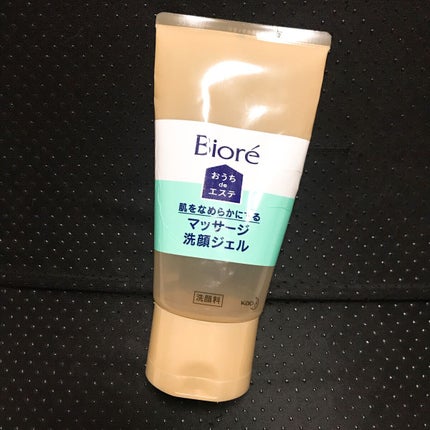 Bioré
おうち
de
エステ
肌をなめらかにする
マッサージ
洗顔ジェル
洗顔料
Kao